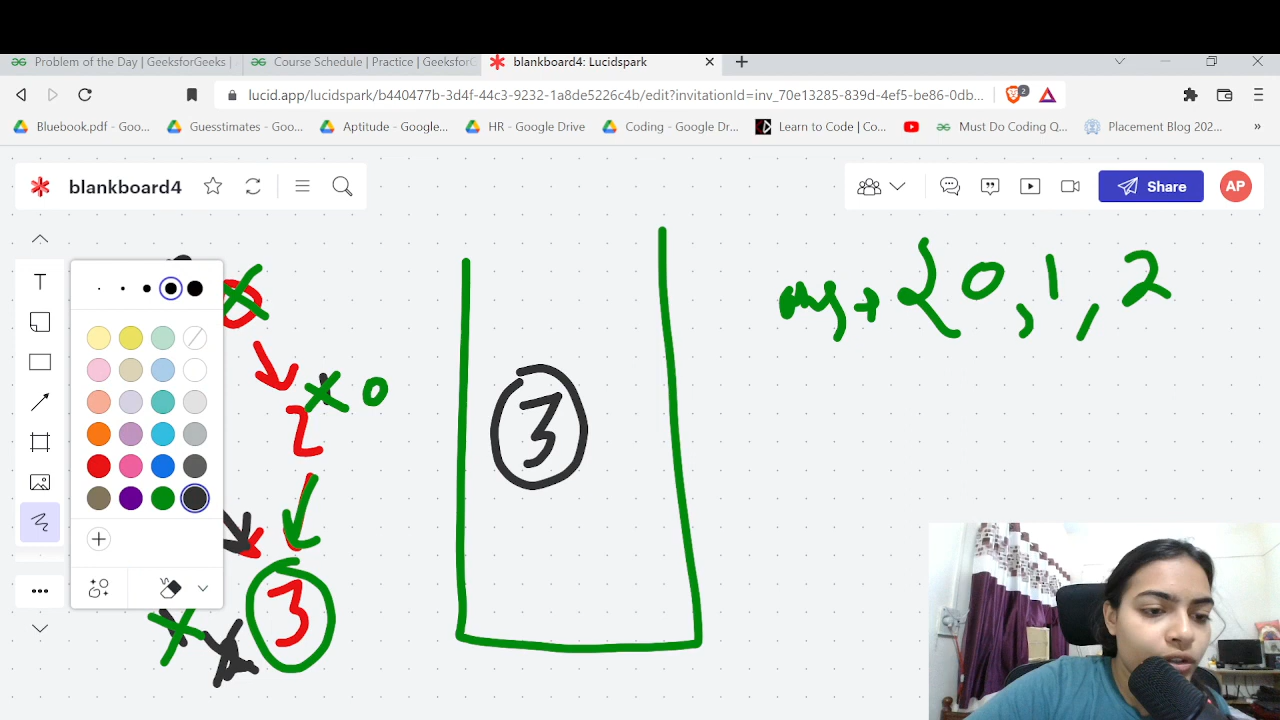 Problem of the Day | GeeksforGeeks |
Course Schedule | Practice | GeeksforG
blankboard4: Lucidspark
lucid.app/lucidspark/b440477b-3d4f-44c3-9232-1a8de5226c4b/edit?invitationId=inv_70e13285-839d-4ef5-be86-0db...
2
Bluebook.pdf - Goo...
Guestimates - Goo...
Aptitude - Google...
HR - Google Drive
Coding - Google Dr...
Learn to Code | Co...
Must Do Coding Q...
Placement Blog 202...
»
blankboard4
Share
AP
T
{ 0 , 1 , 2
0
2
3
3